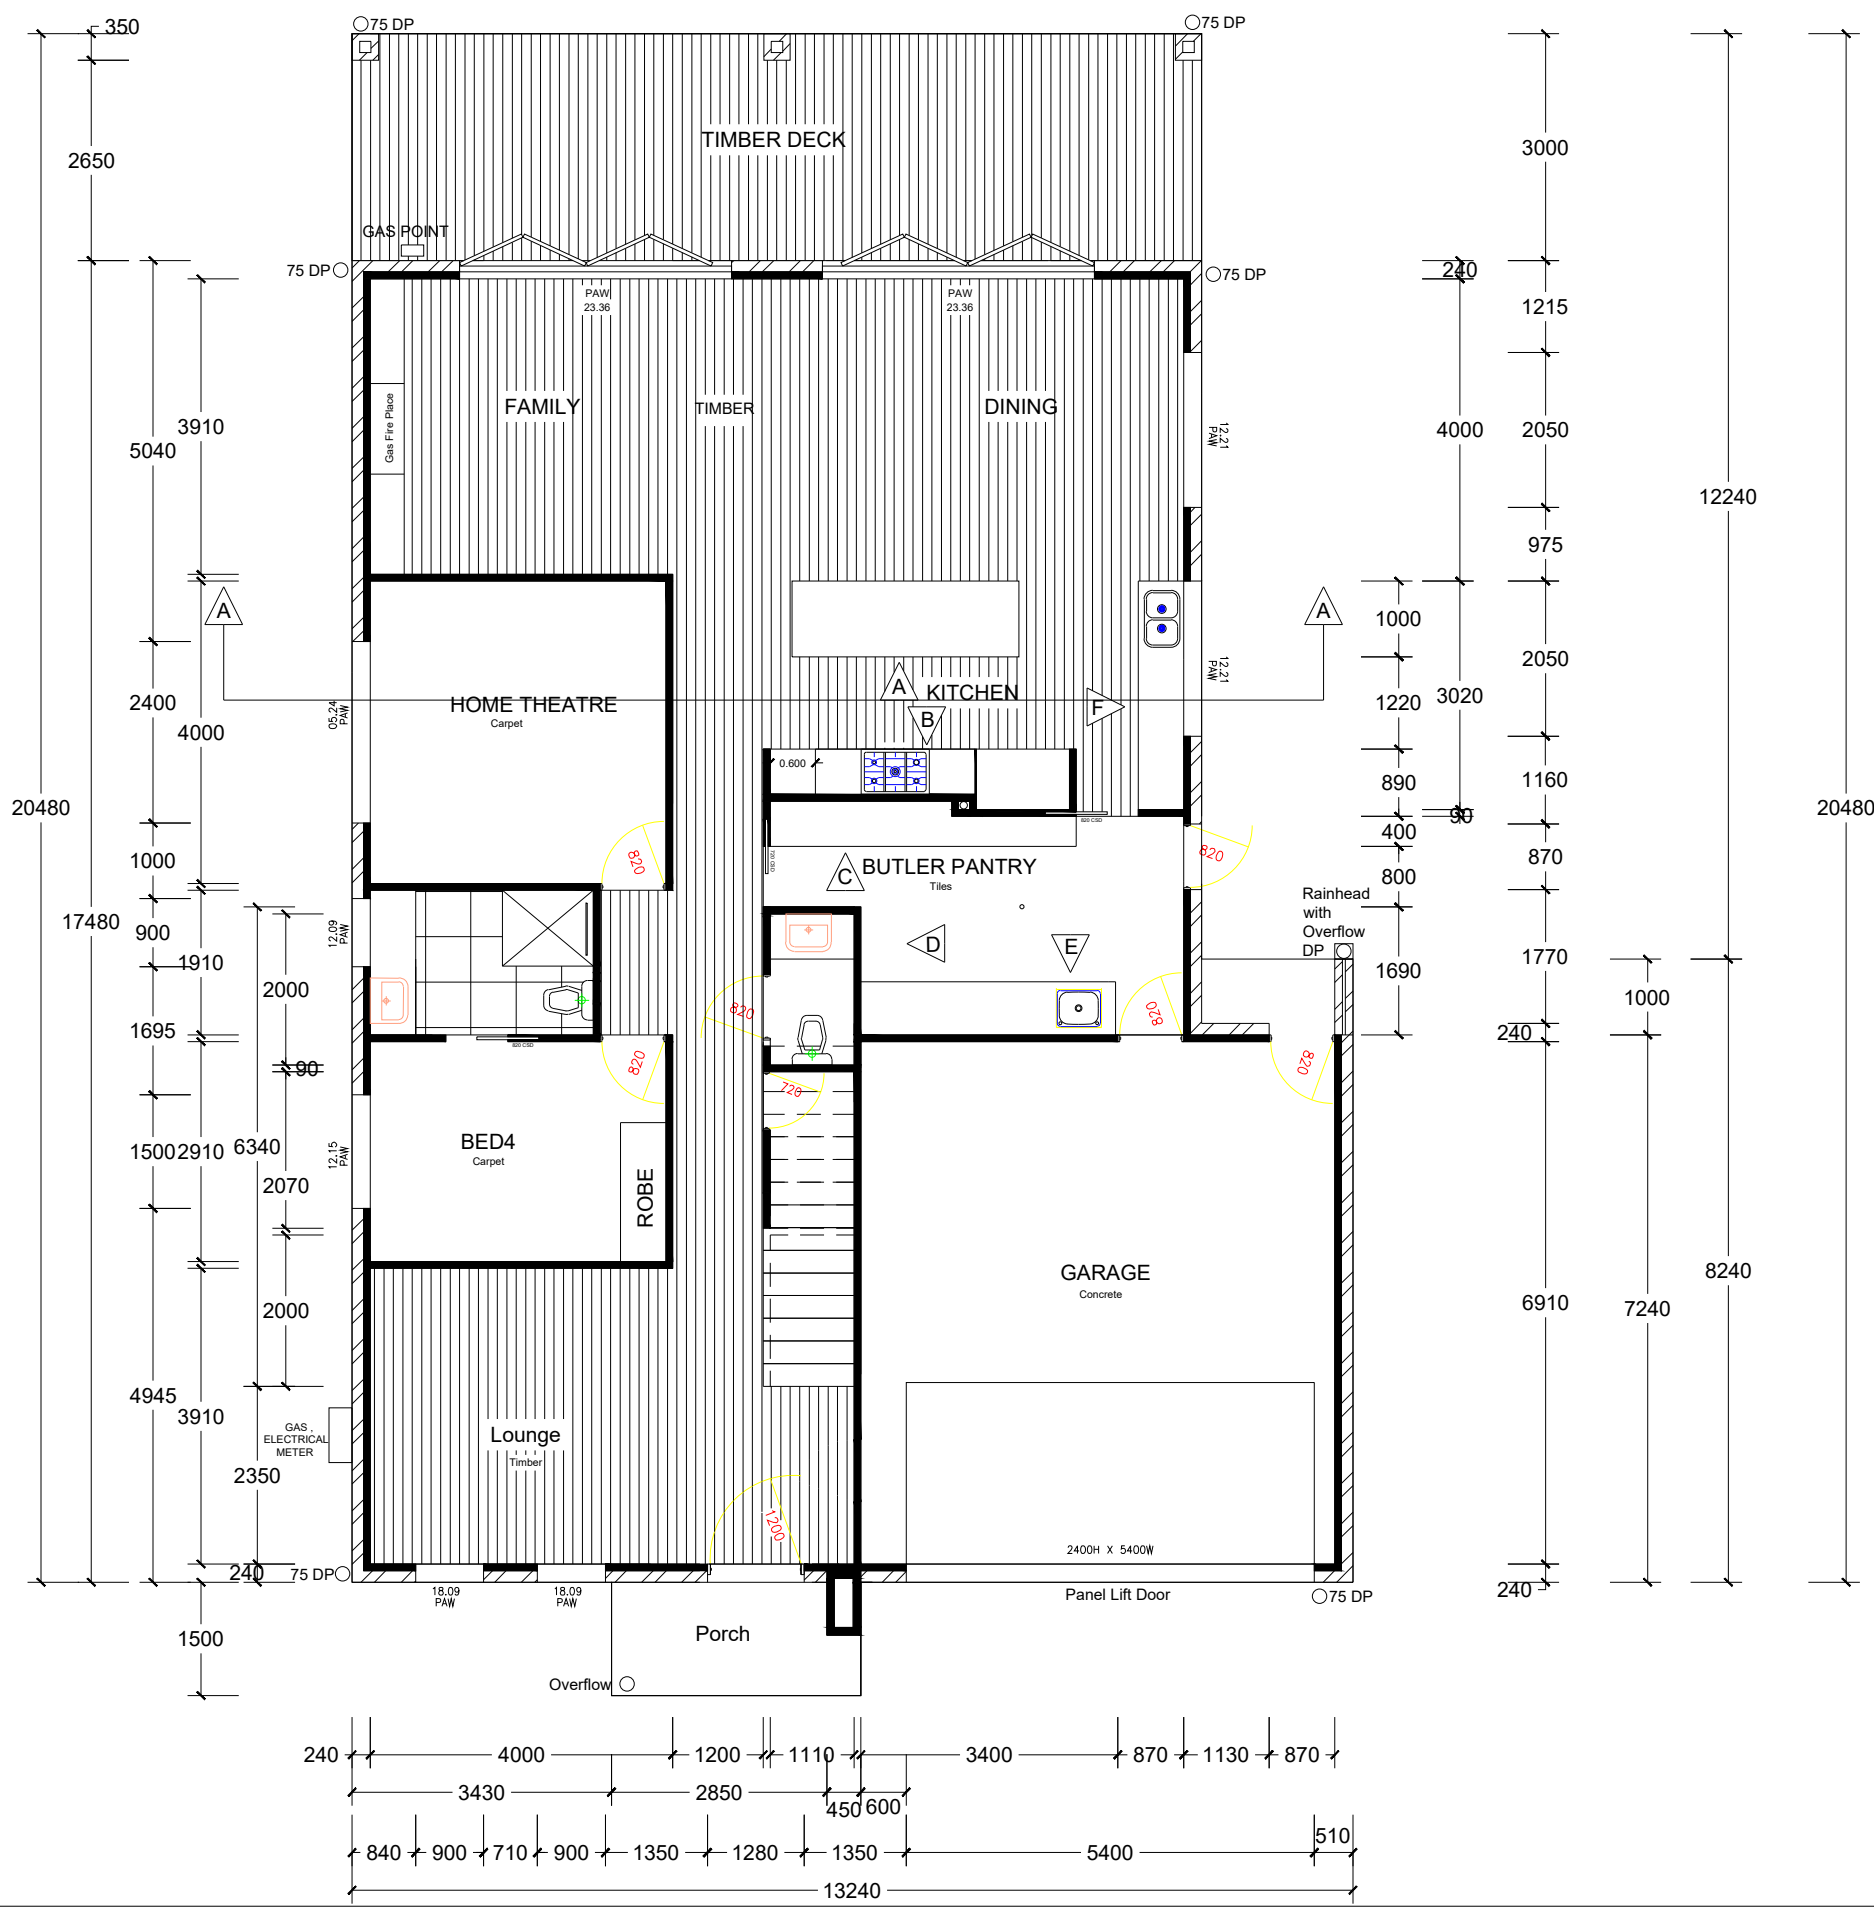 350
75 DP
75 DP
TIMBER DECK
2650
3000
GAS POINT
75 DP
75 DP
240
PAW
23.36
PAW
23.36
1215
FAMILY
TIMBER
DINING
Gas Fire Place
3910
5040
12.21
PAW
4000
2050
12240
975
A
A
1000
2050
HOME THEATRE
Carpet
05.24
PAW
2400
4000
A
KITCHEN
B
F
12.21
PAW
1220
3020
0.600
890
1160
20480
20480
820 CSD
90
400
820
820
1000
720 CSD
C
BUTLER PANTRY
Tiles
870
800
Rainhead
with
Overflow
DP
17480
900
12.09
PAW
1910
D
E
1690
1770
2000
1000
820
820
1695
240
820 CSD
90
820
720
820
BED4
Carpet
12.15
PAW
1500
2910
6340
2070
ROBE
GARAGE
Concrete
8240
2000
6910
7240
4945
3910
GAS ,
ELECTRICAL
METER
Lounge
Timber
2350
1200
2400H X 5400W
240
75 DP
18.09
PAW
18.09
PAW
Panel Lift Door
75 DP
240
1500
Porch
Overflow
240
4000
1200
1110
3400
870
1130
870
3430
2850
450
600
840
900
710
900
1350
1280
1350
5400
510
13240